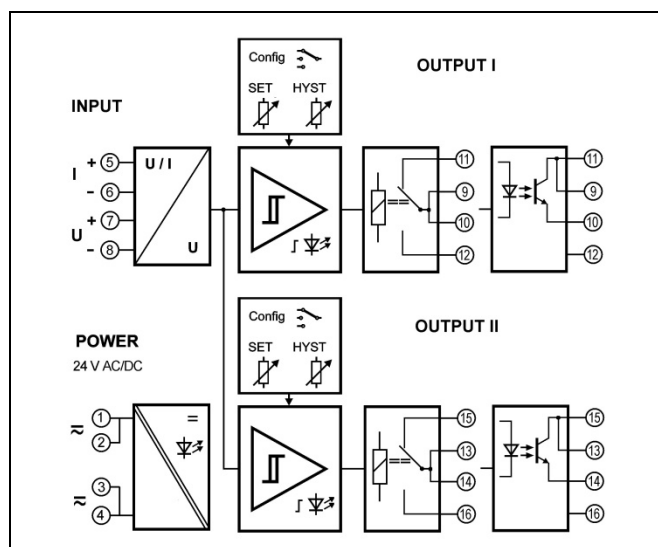 Config
SET HYST
OUTPUT I
INPUT
I + 5
- 6
U + 7
- 8
U / I
U
11
9
10
12
11
9
10
12
Config
SET HYST
OUTPUT II
POWER
24 V AC/DC
1
2
3
4
=
15
13
14
16
15
13
14
16